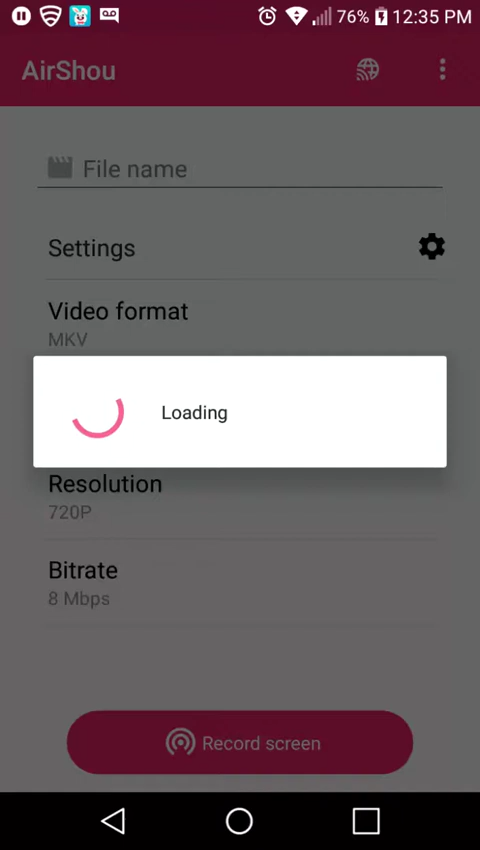 76% 12:35 PM
AirShou
File name
Settings
Video format
MKV
Loading
Resolution
720P
Bitrate
8 Mbps
Record screen